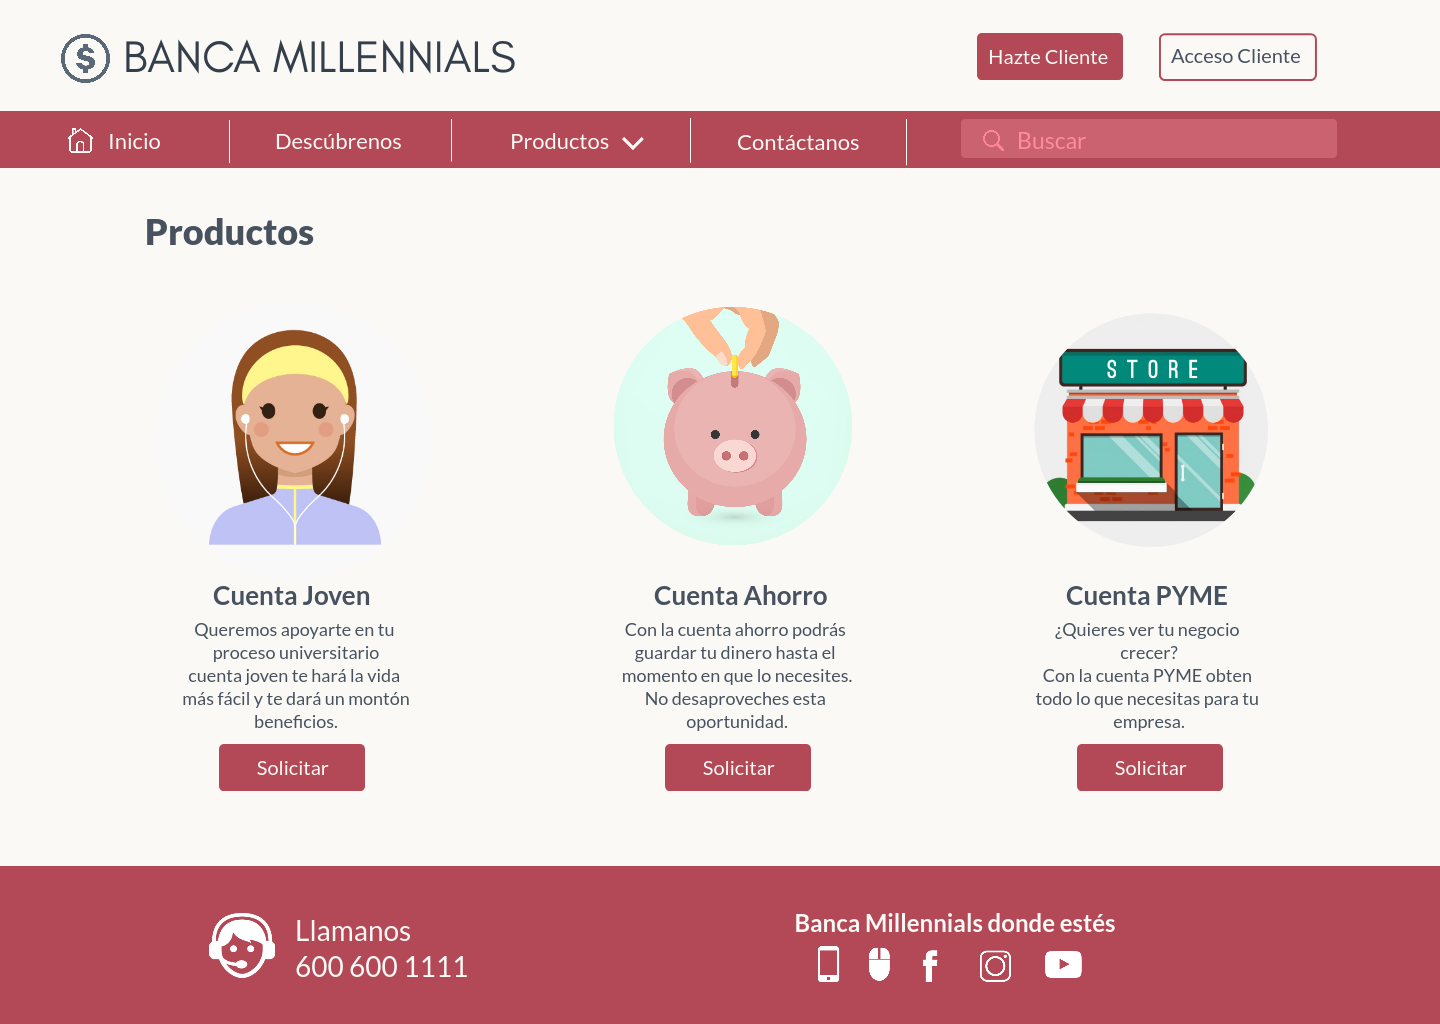 $ BANCA MILLENNIALS
Hazte Cliente
Acceso Cliente
Inicio
Descúbrenos
Productos
Contáctanos
Buscar
Productos
STORE
Cuenta Joven
Queremos apoyarte en tu
proceso universitario
cuenta joven te hará la vida
más fácil y te dará un montón
beneficios.
Solicitar
Cuenta Ahorro
Con la cuenta ahorro podrás
guardar tu dinero hasta el
momento en que lo necesites.
No desaproveches esta
oportunidad.
Solicitar
Cuenta PYME
¿Quieres ver tu negocio
crecer?
Con la cuenta PYME obten
todo lo que necesitas para tu
empresa.
Solicitar
Llamanos
600 600 1111
Banca Millennials donde estés